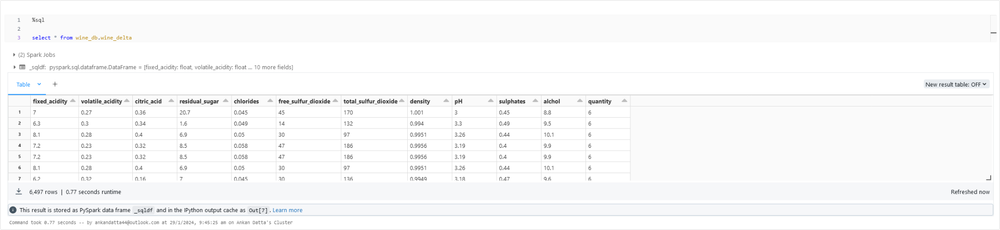 1 %sql
2
3 select * from wine_db.wine_delta
(2) Spark Jobs
_sqldf: pyspark.sql.dataframe.DataFrame = [fixed_acidity: float, volatile_acidity: float ... 10 more fields]
Table + New result table: OFF
fixed_acidity volatile_acidity citric_acid residual_sugar chlorides free_sulfur_dioxide total_sulfur_dioxide density pH sulphates alchol quantity
1 7 0.27 0.36 20.7 0.045 45 170 1.001 3 0.45 8.8 6
2 6.3 0.3 0.34 1.6 0.049 14 132 0.994 3.3 0.49 9.5 6
3 8.1 0.28 0.4 6.9 0.05 30 97 0.9951 3.26 0.44 10.1 6
4 7.2 0.23 0.32 8.5 0.058 47 186 0.9956 3.19 0.4 9.9 6
5 7.2 0.23 0.32 8.5 0.058 47 186 0.9956 3.19 0.4 9.9 6
6 8.1 0.28 0.4 6.9 0.05 30 97 0.9951 3.26 0.44 10.1 6
7 6.2 0.32 0.16 7 0.045 30 136 0.9949 3.18 0.47 9.6 6
6,497 rows | 0.77 seconds runtime Refreshed now
This result is stored as PySpark data frame _sqldf and in the IPython output cache as Out[7]. Learn more
Command took 0.77 seconds -- by ankandatta44@outlook.com at 29/1/2024, 9:45:25 am on Ankan Datta's Cluster